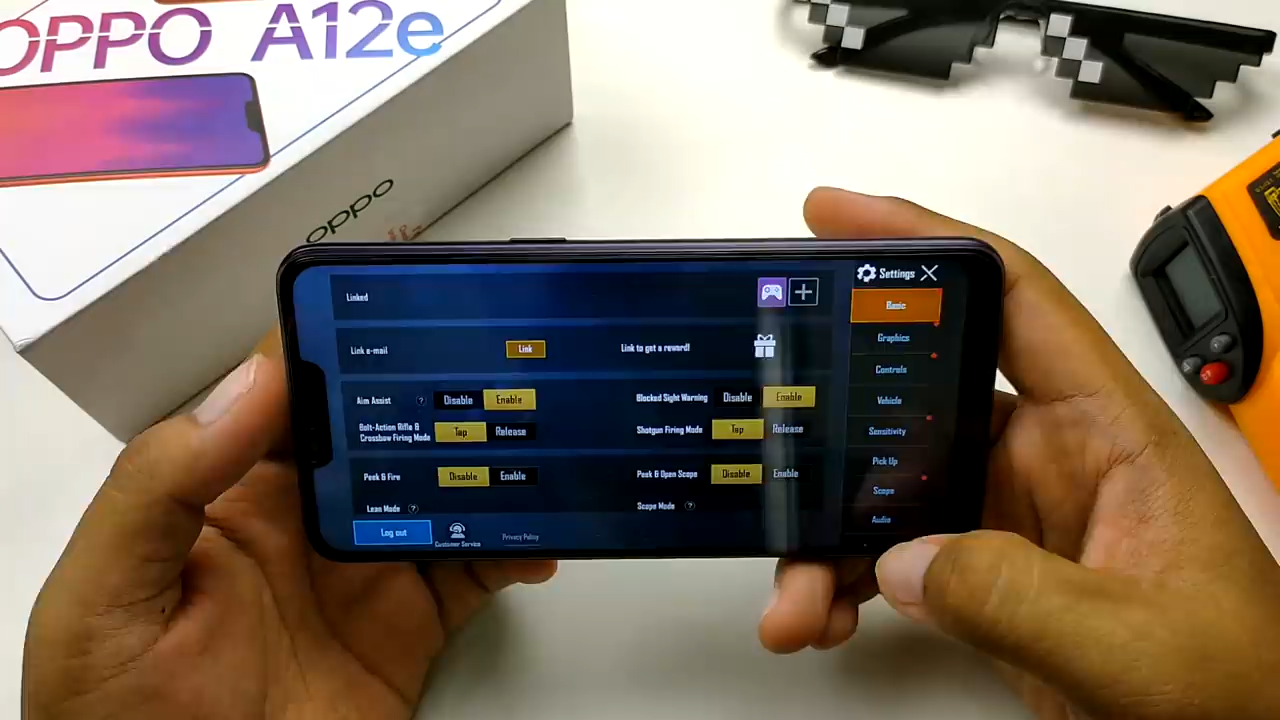 OPPO A12e
oppo
Settings
Linked
Basic
Link e-mail
Link
Link to get a reward!
Graphics
Controls
Aim Assist ? Disable Enable
Blocked Sight Warning Disable Enable
Vehicle
Bolt-Action Rifle &
Crossbow Firing Mode Tap Release
Shotgun Firing Mode Tap Release
Sensitivity
Pick Up
Peek & Fire Disable Enable
Peek & Open Scope Disable Enable
Scope
Lean Mode ?
Scope Mode ?
Audio
Log out
Customer Service
Privacy Policy